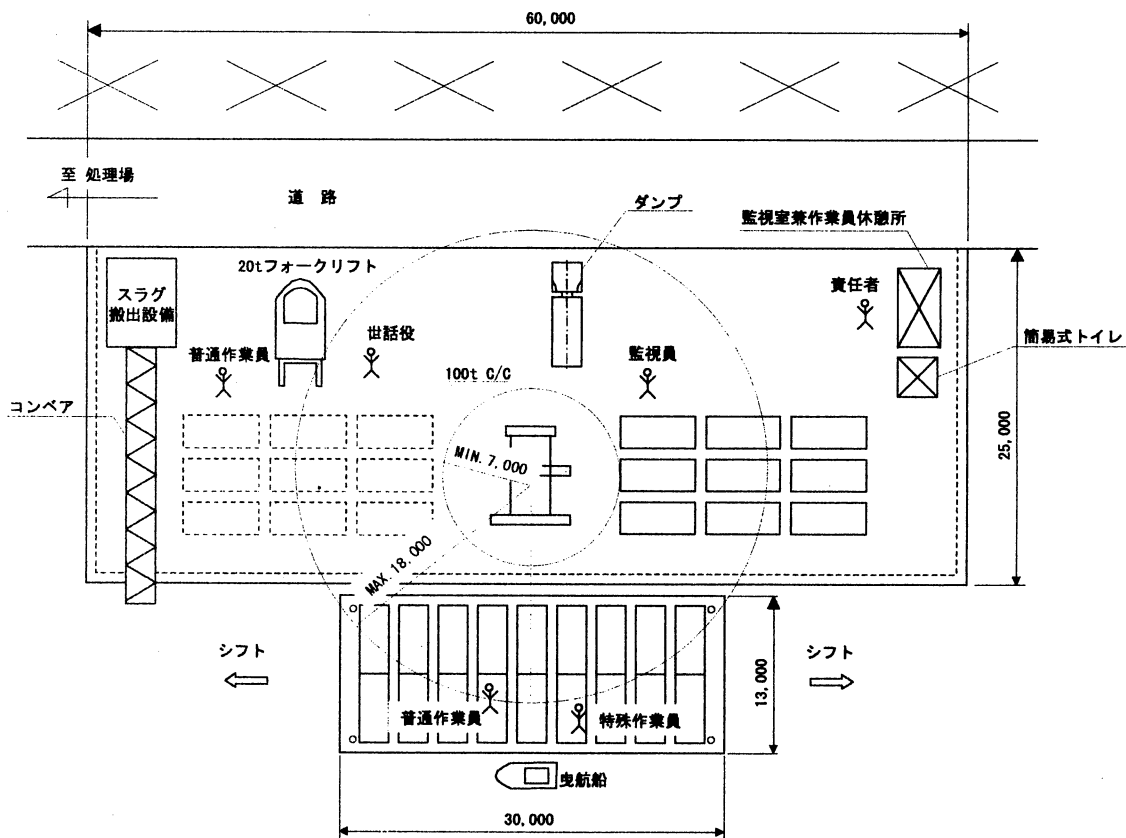 60,000
至 処理場
道 路
ダンプ
監視室兼作業員休憩所
20tフォークリフト
スラグ
搬出設備
責任者
世話役
普通作業員
監視員
簡易式トイレ
100t C/C
コンベア
MIN.7,000
25,000
MAX.18,000
シフト
シフト
13,000
普通作業員
特殊作業員
曳航船
30,000